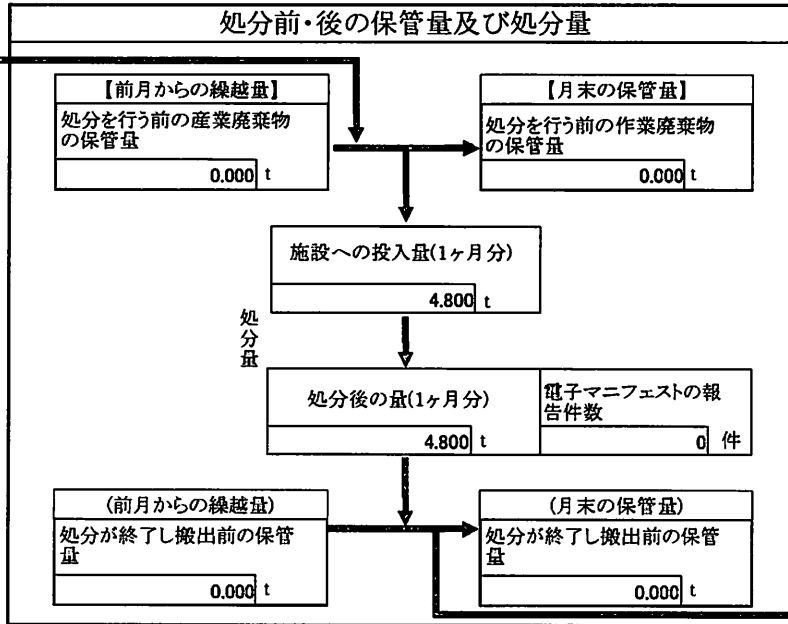 処分前・後の保管量及び処分量
【前月からの繰越量】
処分を行う前の産業廃棄物
の保管量
0.000 t
【月末の保管量】
処分を行う前の作業廃棄物
の保管量
0.000 t
施設への投入量(1ヶ月分)
4.800 t
処分量
処分後の量(1ヶ月分)
4.800 t
電子マニフェストの報
告件数
0 件
(前月からの繰越量)
処分が終了し搬出前の保管
量
0.000 t
(月末の保管量)
処分が終了し搬出前の保管
量
0.000 t